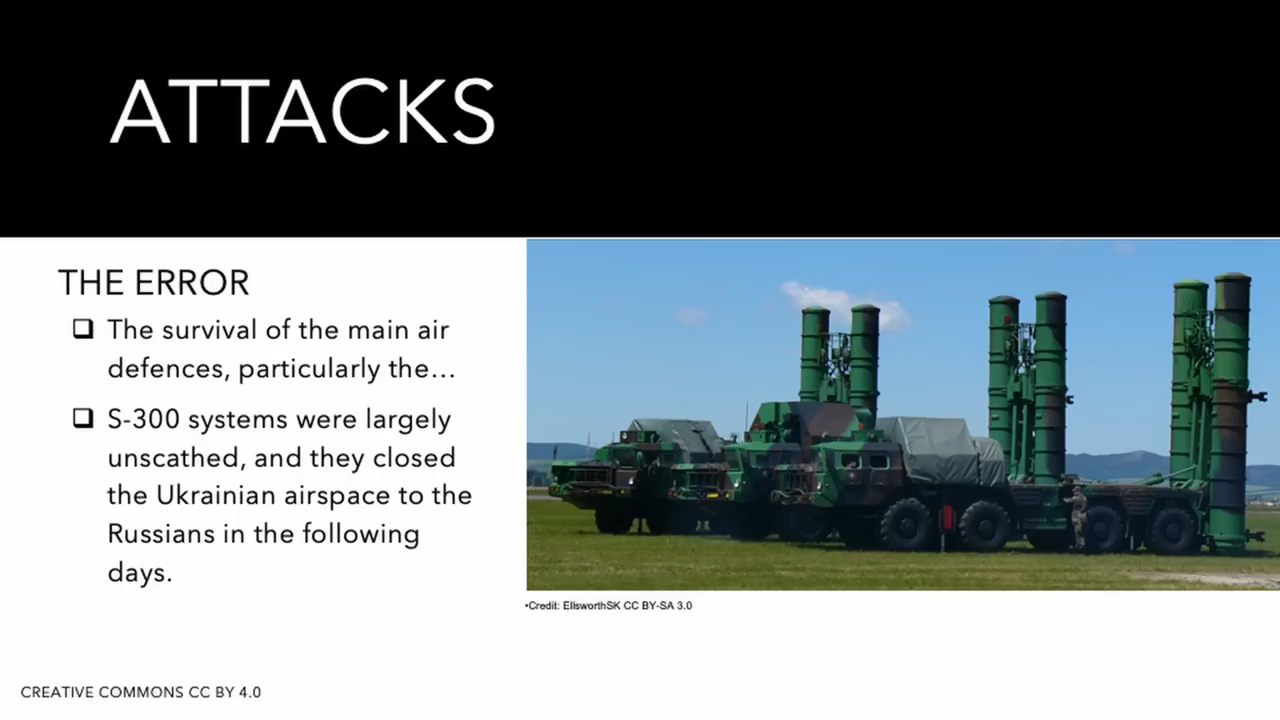 ATTACKS
THE ERROR
❑ The survival of the main air
defences, particularly the…
❑ S-300 systems were largely
unscathed, and they closed
the Ukrainian airspace to the
Russians in the following
days.
•Credit: EllsworthSK CC BY-SA 3.0
CREATIVE COMMONS CC BY 4.0